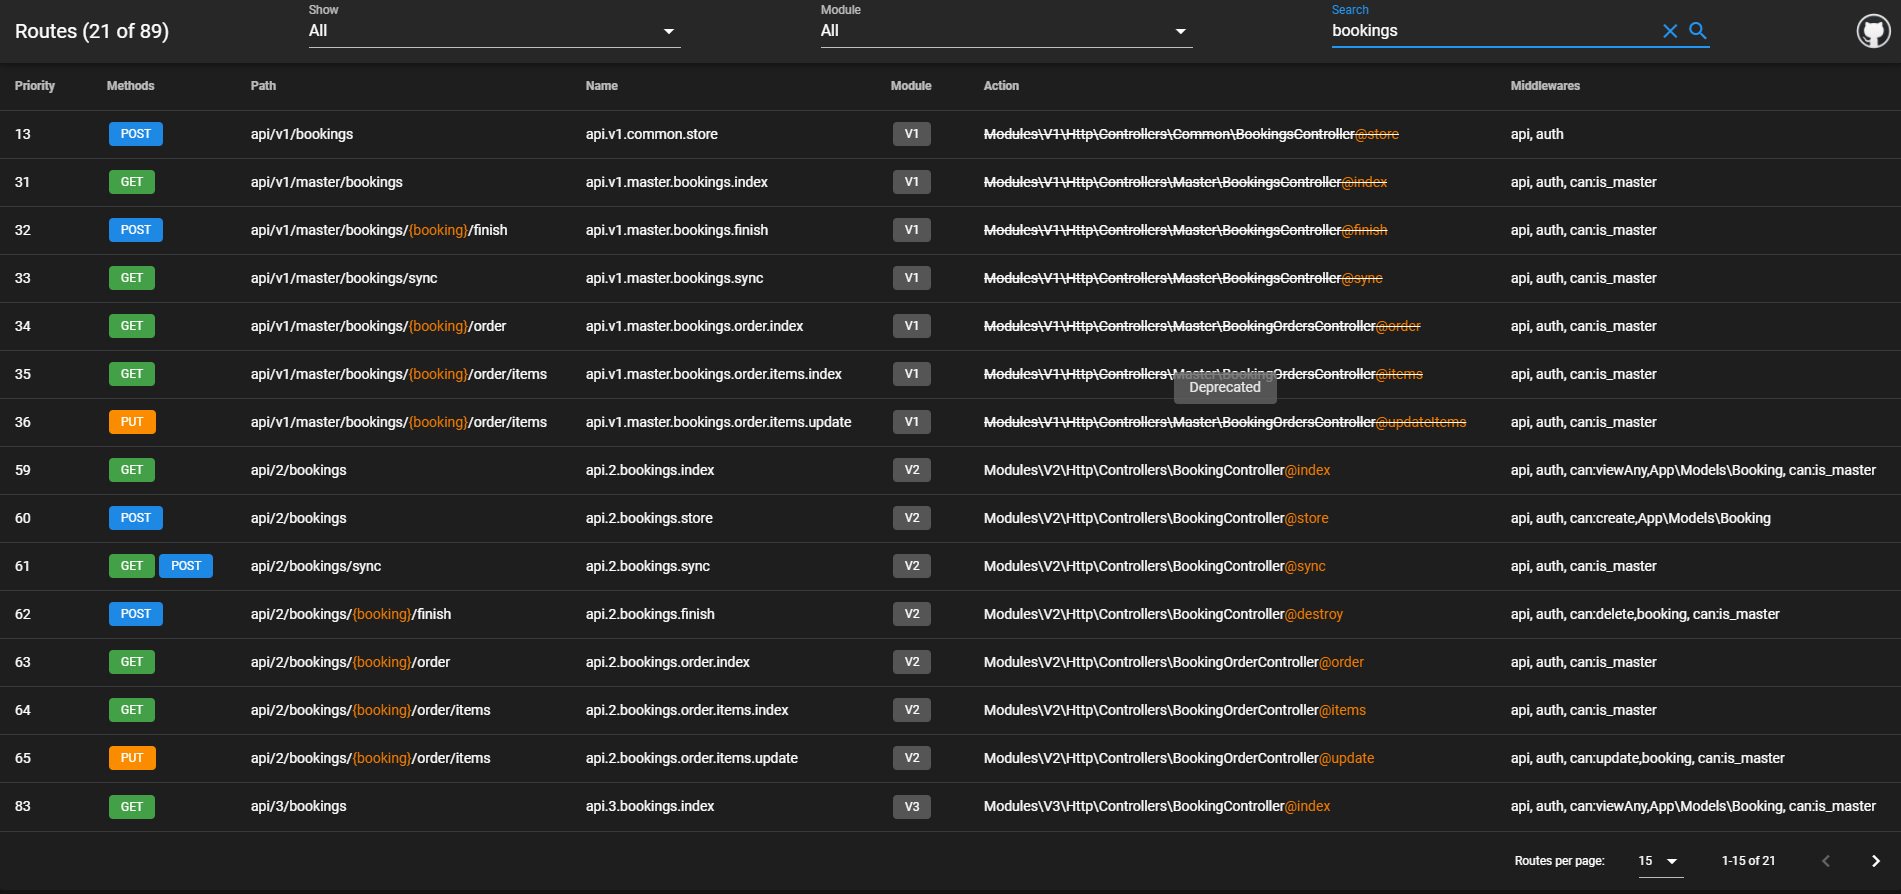 Routes (21 of 89)
Show
All
Module
All
Search
bookings
Priority Methods Path Name Module Action Middlewares
13 POST api/v1/bookings api.v1.common.store V1 Modules\V1\Http\Controllers\Common\BookingsController@store api, auth
31 GET api/v1/master/bookings api.v1.master.bookings.index V1 Modules\V1\Http\Controllers\Master\BookingsController@index api, auth, can:is_master
32 POST api/v1/master/bookings/{booking}/finish api.v1.master.bookings.finish V1 Modules\V1\Http\Controllers\Master\BookingsController@finish api, auth, can:is_master
33 GET api/v1/master/bookings/sync api.v1.master.bookings.sync V1 Modules\V1\Http\Controllers\Master\BookingsController@sync api, auth, can:is_master
34 GET api/v1/master/bookings/{booking}/order api.v1.master.bookings.order.index V1 Modules\V1\Http\Controllers\Master\BookingOrdersController@order api, auth, can:is_master
35 GET api/v1/master/bookings/{booking}/order/items api.v1.master.bookings.order.items.index V1 Modules\V1\Http\Controllers\Master\BookingOrdersController@items api, auth, can:is_master
Deprecated
36 PUT api/v1/master/bookings/{booking}/order/items api.v1.master.bookings.order.items.update V1 Modules\V1\Http\Controllers\Master\BookingOrdersController@updateItems api, auth, can:is_master
59 GET api/2/bookings api.2.bookings.index V2 Modules\V2\Http\Controllers\BookingController@index api, auth, can:viewAny,App\Models\Booking, can:is_master
60 POST api/2/bookings api.2.bookings.store V2 Modules\V2\Http\Controllers\BookingController@store api, auth, can:create,App\Models\Booking
61 GET POST api/2/bookings/sync api.2.bookings.sync V2 Modules\V2\Http\Controllers\BookingController@sync api, auth, can:is_master
62 POST api/2/bookings/{booking}/finish api.2.bookings.finish V2 Modules\V2\Http\Controllers\BookingController@destroy api, auth, can:delete,booking, can:is_master
63 GET api/2/bookings/{booking}/order api.2.bookings.order.index V2 Modules\V2\Http\Controllers\BookingOrderController@order api, auth, can:is_master
64 GET api/2/bookings/{booking}/order/items api.2.bookings.order.items.index V2 Modules\V2\Http\Controllers\BookingOrderController@items api, auth, can:is_master
65 PUT api/2/bookings/{booking}/order/items api.2.bookings.order.items.update V2 Modules\V2\Http\Controllers\BookingOrderController@update api, auth, can:update,booking, can:is_master
83 GET api/3/bookings api.3.bookings.index V3 Modules\V3\Http\Controllers\BookingController@index api, auth, can:viewAny,App\Models\Booking, can:is_master
Routes per page: 15 1-15 of 21